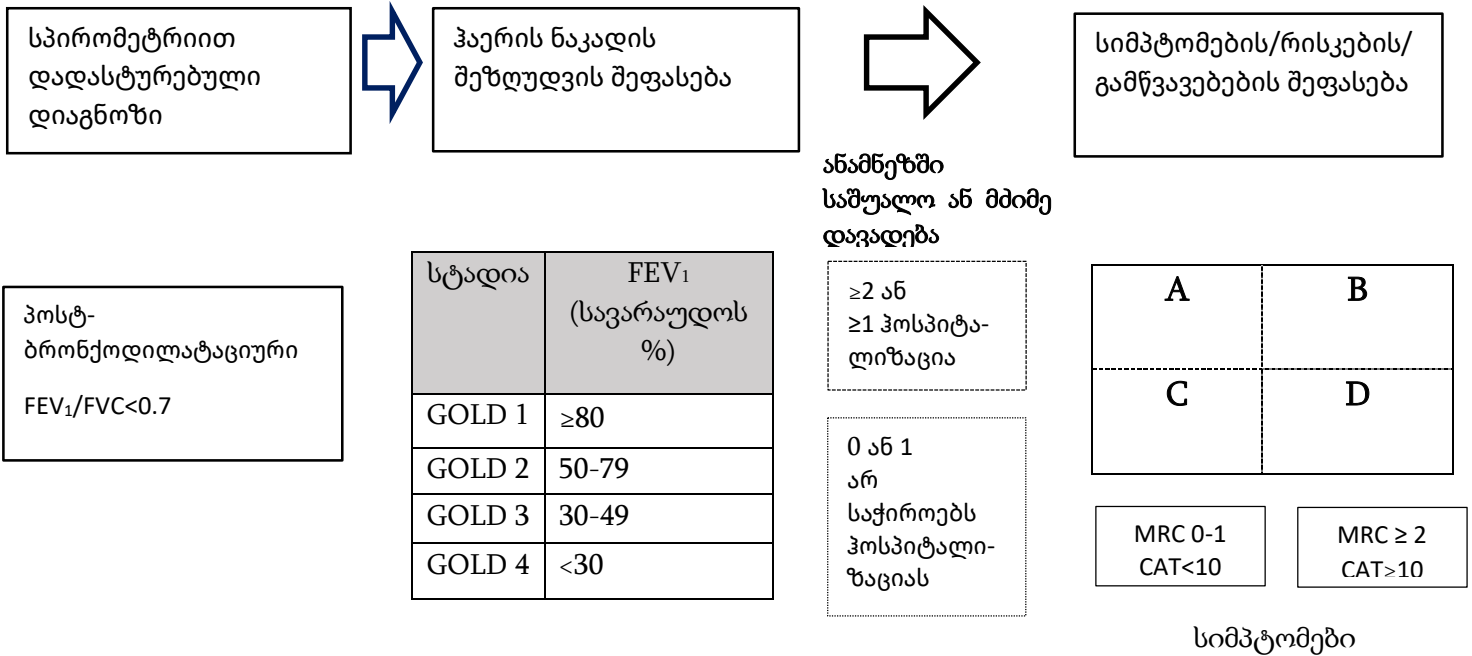 სპირომეტრიით
დადასტურებული
დიაგნოზი
ჰაერის ნაკადის
შეზღუდვის შეფასება
სიმპტომების/რისკების/
გამწვავებების შეფასება
ანამნეზში
საშუალო ან მძიმე
დავადება
პოსტ-
ბრონქოდილატაციური
FEV₁/FVC<0.7
სტადია FEV₁
(სავარაუდოს
%)
GOLD 1 ≥80
GOLD 2 50-79
GOLD 3 30-49
GOLD 4 <30
≥2 ან
≥1 ჰოსპიტა-
ლიზაცია
0 ან 1
არ
საჭიროებს
ჰოსპიტალი-
ზაციას
A B
C D
MRC 0-1
CAT<10
MRC ≥ 2
CAT≥10
სიმპტომები